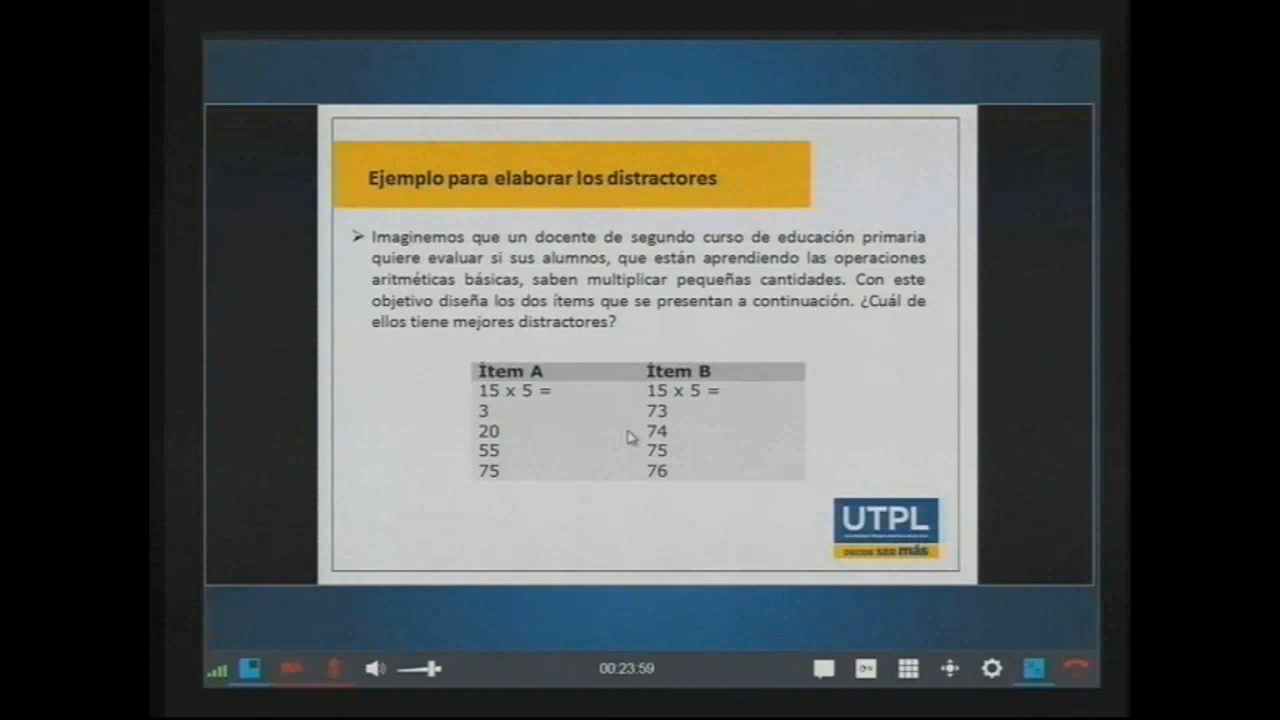 Ejemplo para elaborar los distractores
➤ Imaginemos que un docente de segundo curso de educación primaria
quiere evaluar si sus alumnos, que están aprendiendo las operaciones
aritméticas básicas, saben multiplicar pequeñas cantidades. Con este
objetivo diseña los dos ítems que se presentan a continuación. ¿Cuál de
ellos tiene mejores distractores?
Ítem A Ítem B
15 x 5 = 15 x 5 =
3 73
20 74
55 75
75 76
UTPL
DECIDE SER más
00:23:59